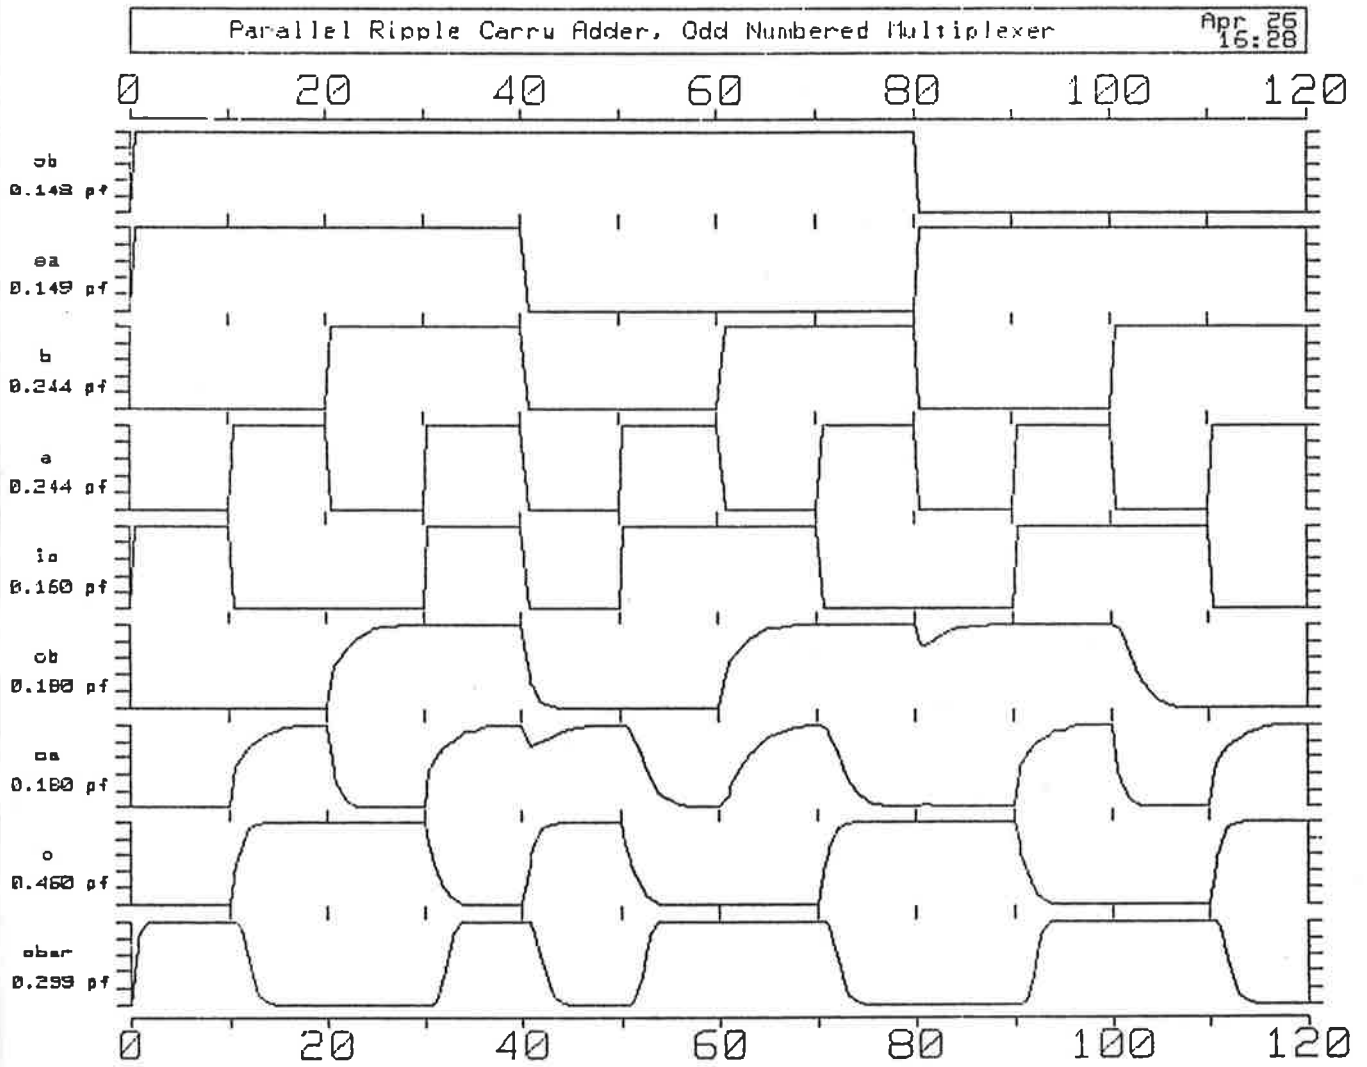 Parallel Ripple Carry Adder, Odd Numbered Multiplexer
Apr 26
16:28
0 20 40 60 80 100 120
0.148 pf
ea
0.149 pf
b
0.244 pf
a
0.244 pf
0.160 pf
ob
0.180 pf
oa
0.180 pf
o
0.460 pf
obar
0.299 pf
0 20 40 60 80 100 120